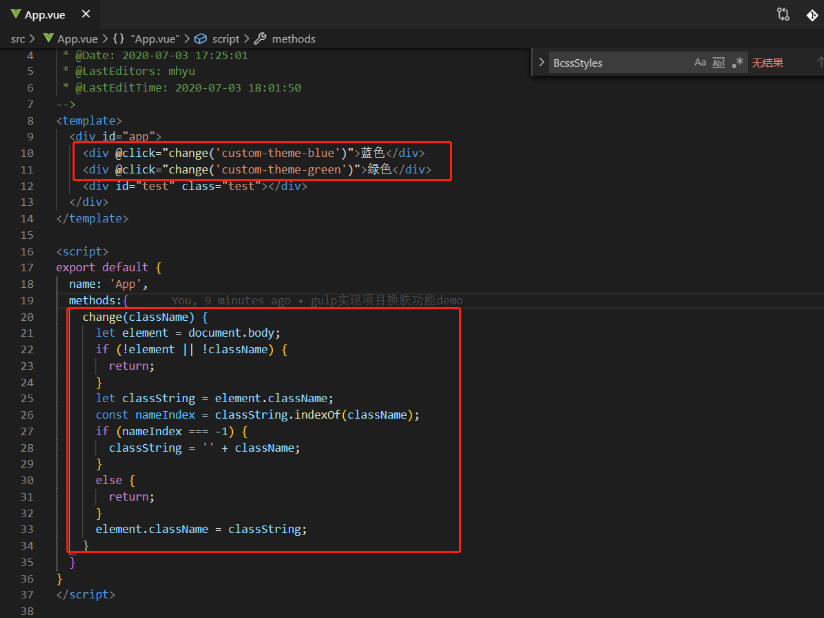 App.vue ×
src > App.vue > {} "App.vue" > script > methods
BcssStyles Aa Abl .* 无结果
4 * @Date: 2020-07-03 17:25:01
5 * @LastEditors: mhyu
6 * @LastEditTime: 2020-07-03 18:01:50
7 -->
8 <template>
9 <div id="app">
10 <div @click="change('custom-theme-blue')">蓝色</div>
11 <div @click="change('custom-theme-green')">绿色</div>
12 <div id="test" class="test"></div>
13 </div>
14 </template>
15
16 <script>
17 export default {
18 name: 'App',
19 methods:{ You, 9 minutes ago • gulp实现项目换肤功能demo
20 change(className) {
21 let element = document.body;
22 if (!element || !className) {
23 return;
24 }
25 let classString = element.className;
26 const nameIndex = classString.indexOf(className);
27 if (nameIndex === -1) {
28 classString = '' + className;
29 }
30 else {
31 return;
32 }
33 element.className = classString;
34 }
35 }
36 }
37 </script>
38